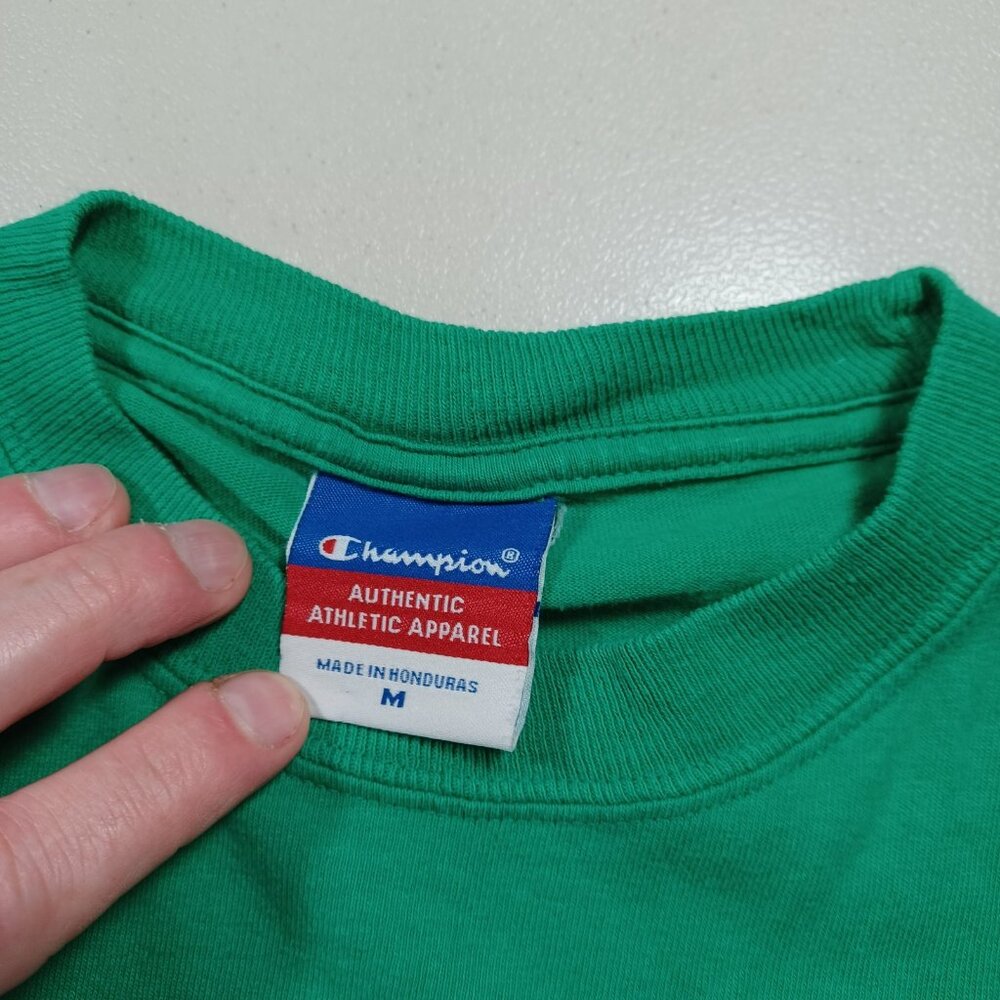 Champion®
AUTHENTIC
ATHLETIC APPAREL
MADE IN HONDURAS
M